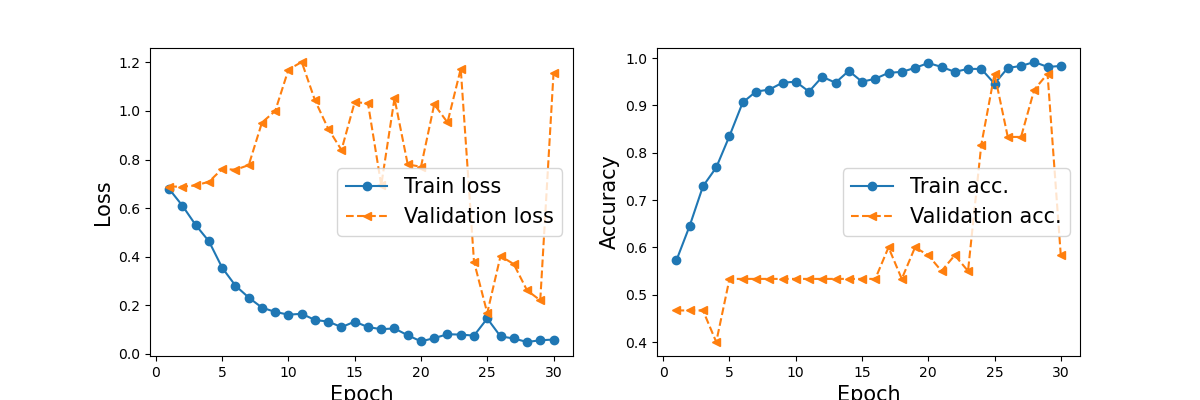 1.2
1.0
0.8
0.6
0.4
0.2
0.0
Loss
Train loss
Validation loss
0 5 10 15 20 25 30
Epoch
1.0
0.9
0.8
0.7
0.6
0.5
0.4
Accuracy
Train acc.
Validation acc.
0 5 10 15 20 25 30
Epoch